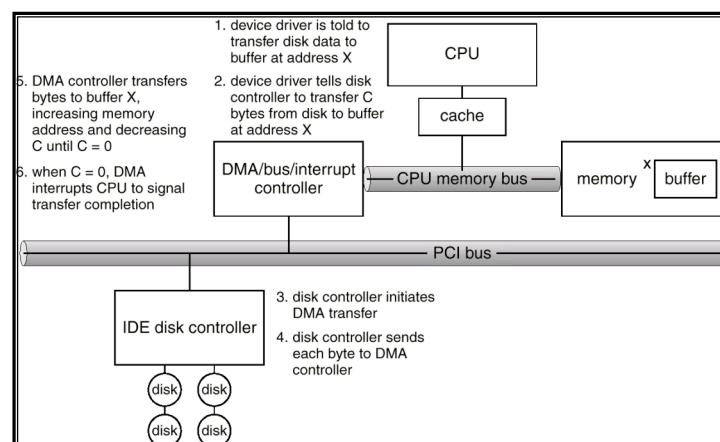 1. device driver is told to
transfer disk data to
buffer at address X
2. device driver tells disk
controller to transfer C
bytes from disk to buffer
at address X
5. DMA controller transfers
bytes to buffer X,
increasing memory
address and decreasing
C until C = 0
6. when C = 0, DMA
interrupts CPU to signal
transfer completion
CPU
cache
DMA/bus/interrupt
controller
CPU memory bus
memory
X
buffer
PCI bus
IDE disk controller
3. disk controller initiates
DMA transfer
4. disk controller sends
each byte to DMA
controller
disk
disk
disk
disk